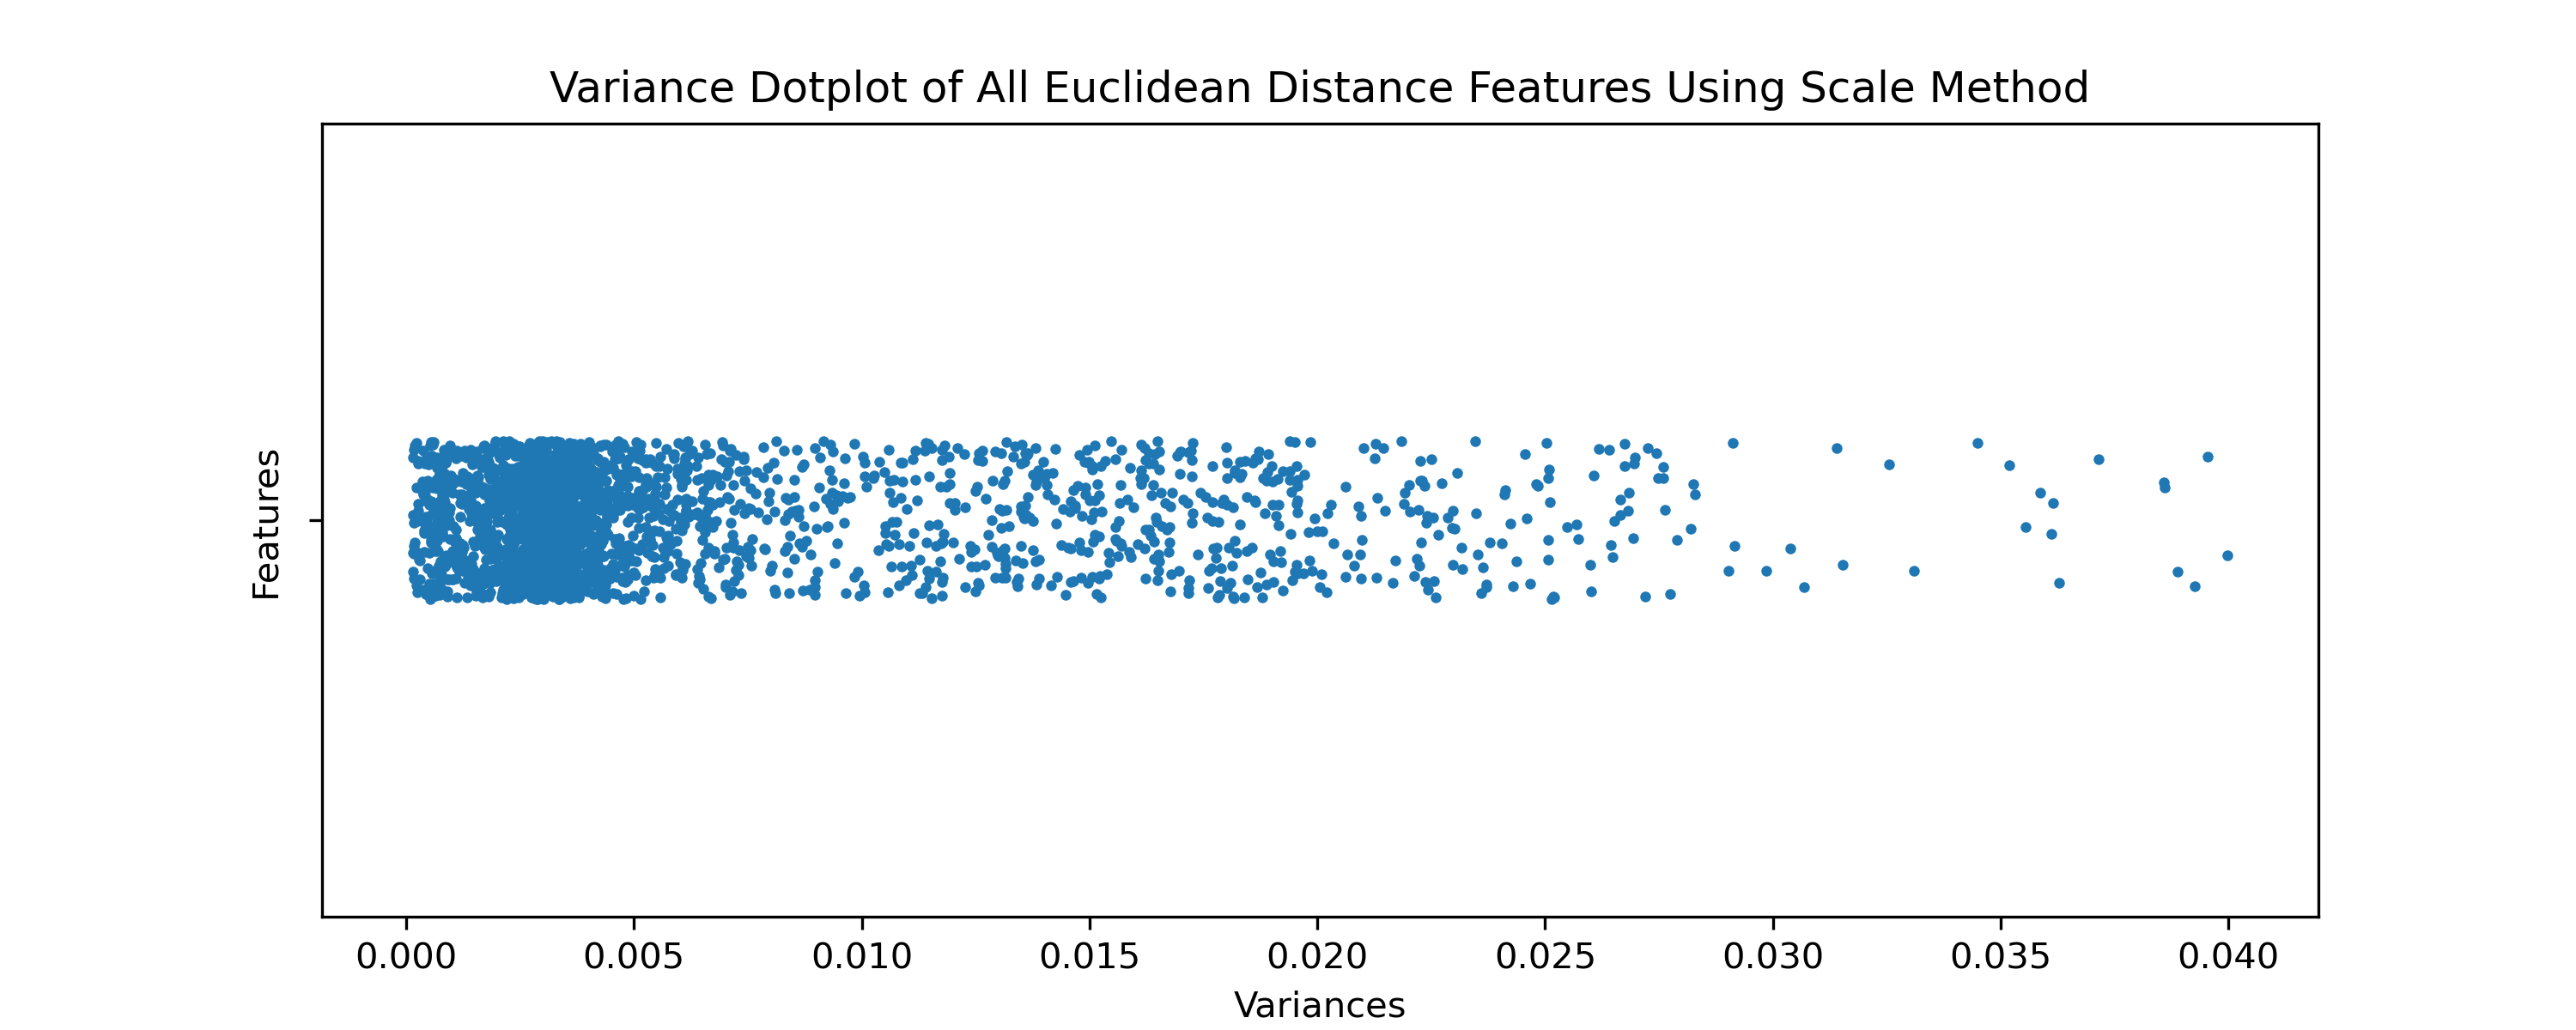 Variance Dotplot of All Euclidean Distance Features Using Scale Method
Features
0.000 0.005 0.010 0.015 0.020 0.025 0.030 0.035 0.040
Variances